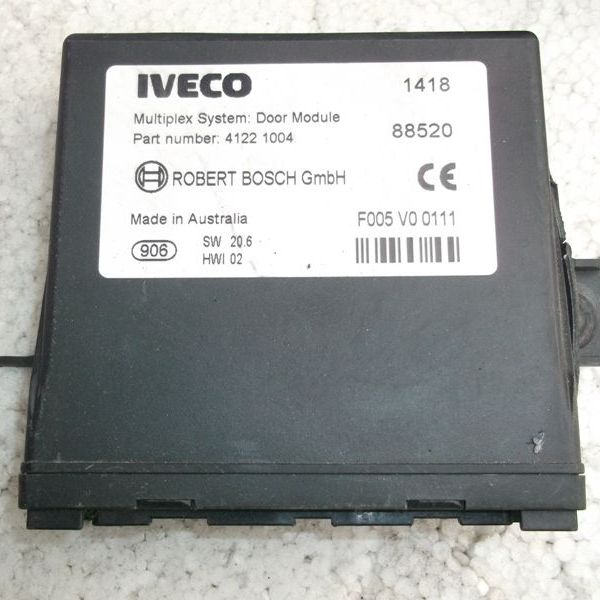 IVECO 1418
Multiplex System: Door Module
Part number: 4122 1004 88520
BOSCH ROBERT BOSCH GmbH CE
Made in Australia F005 V0 0111
906 SW 20.6
HWI 02